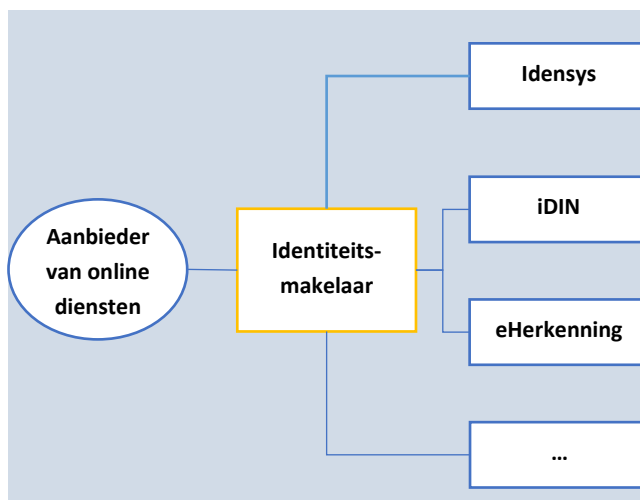 Idensys
iDIN
Aanbieder
van online
diensten
Identiteits-
makelaar
eHerkenning
...